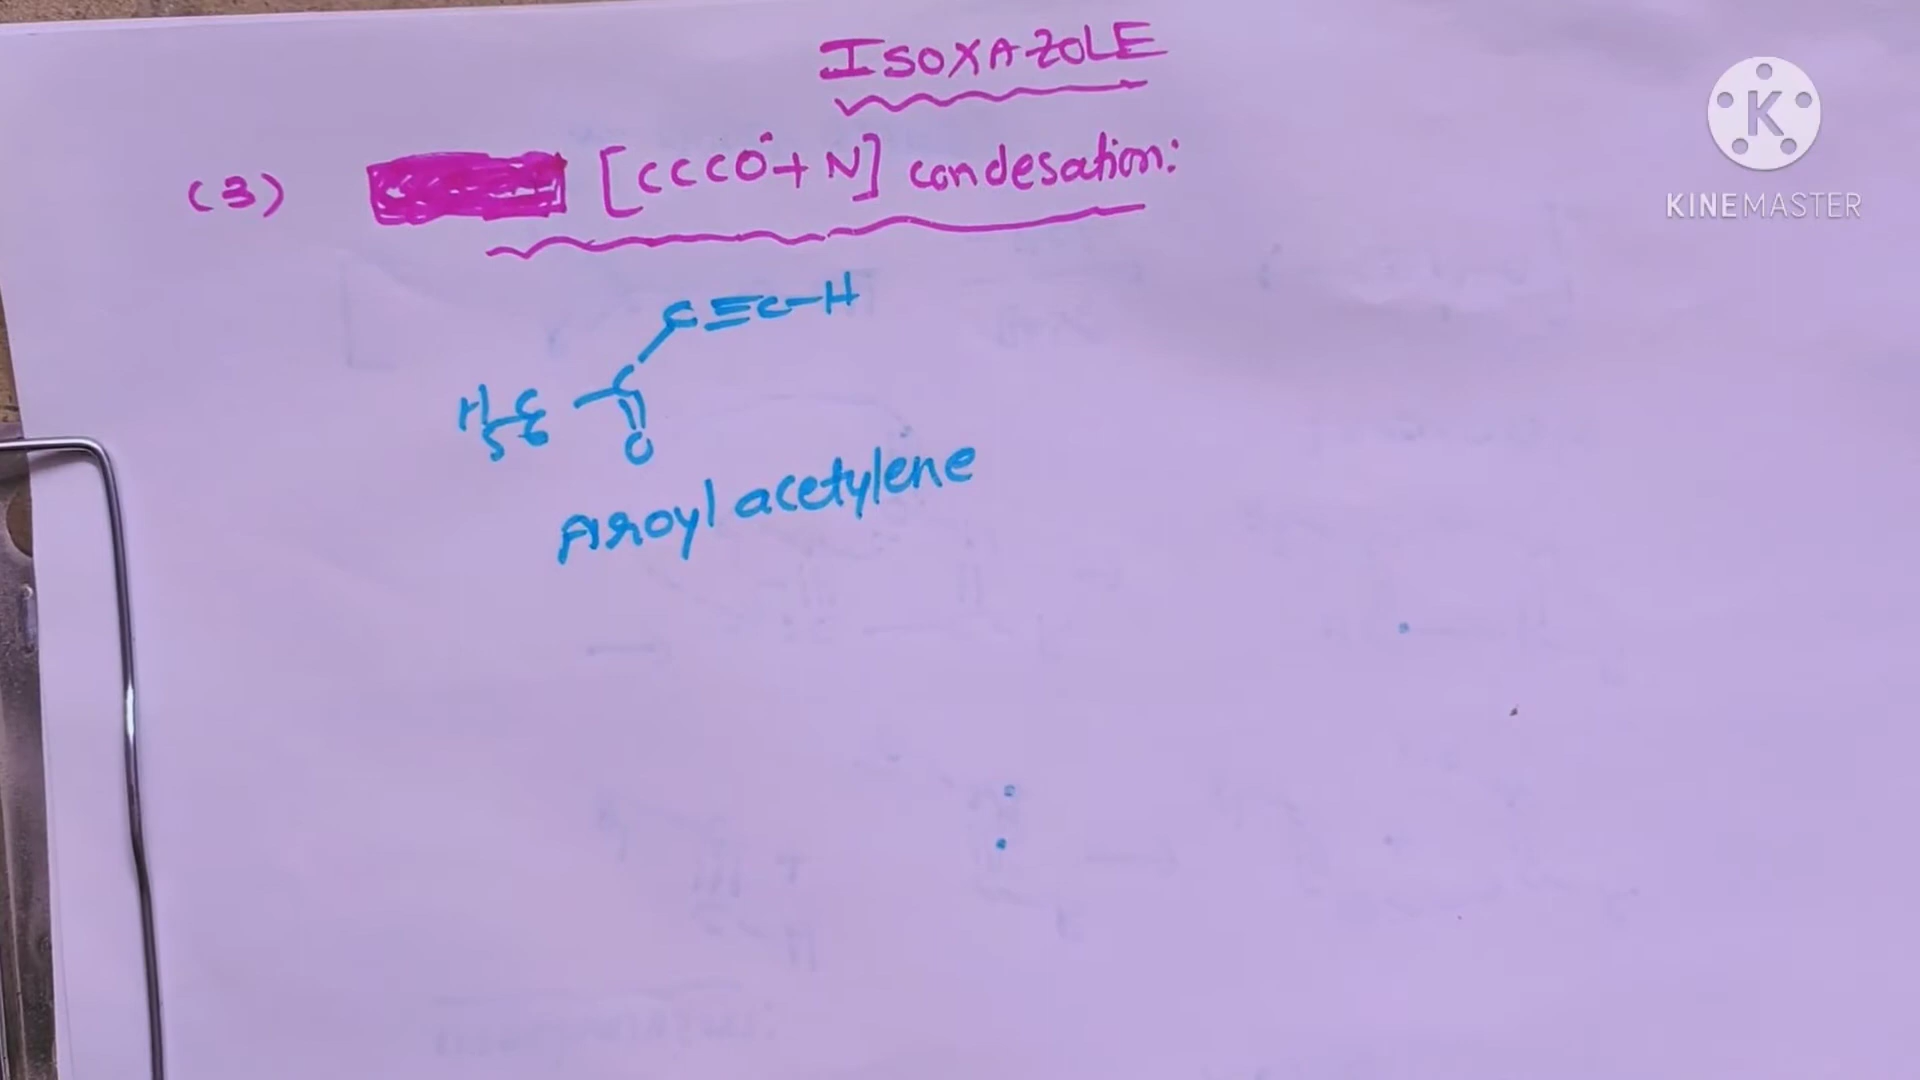 ISOXAZOLE
(3) [CCCO + N] condesation:
C≡C-H
H5C6 - C
O
Aroyl acetylene
K
KINEMASTER